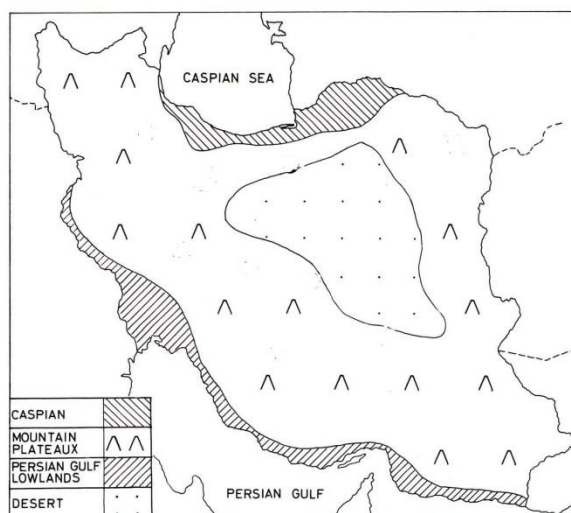 CASPIAN SEA
CASPIAN
MOUNTAIN
PLATEAUX
PERSIAN GULF
LOWLANDS
DESERT
PERSIAN GULF